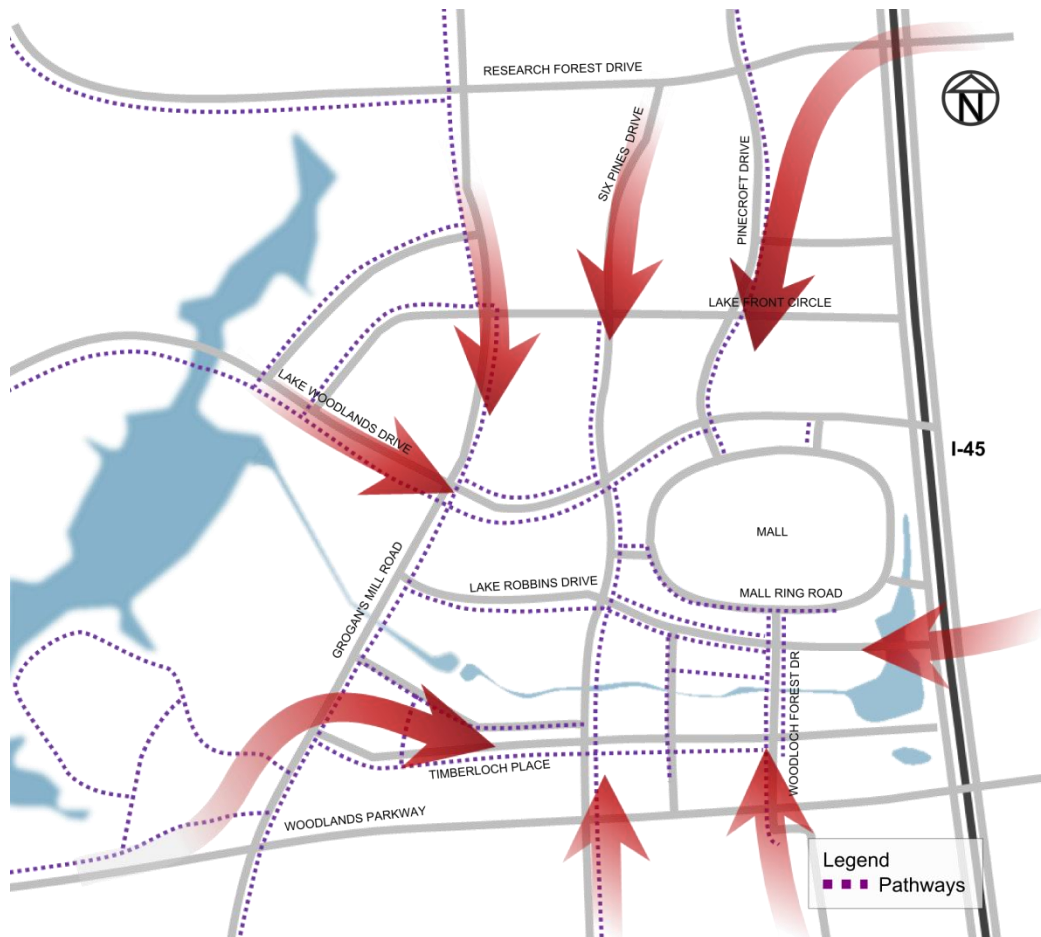 RESEARCH FOREST DRIVE
N
SIX PINES DRIVE
PINECROFT DRIVE
LAKE FRONT CIRCLE
LAKE WOODLANDS DRIVE
I-45
MALL
GROGAN'S MILL ROAD
LAKE ROBBINS DRIVE
MALL RING ROAD
WOODLOCH FOREST DR
TIMBERLOCH PLACE
WOODLANDS PARKWAY
Legend
Pathways